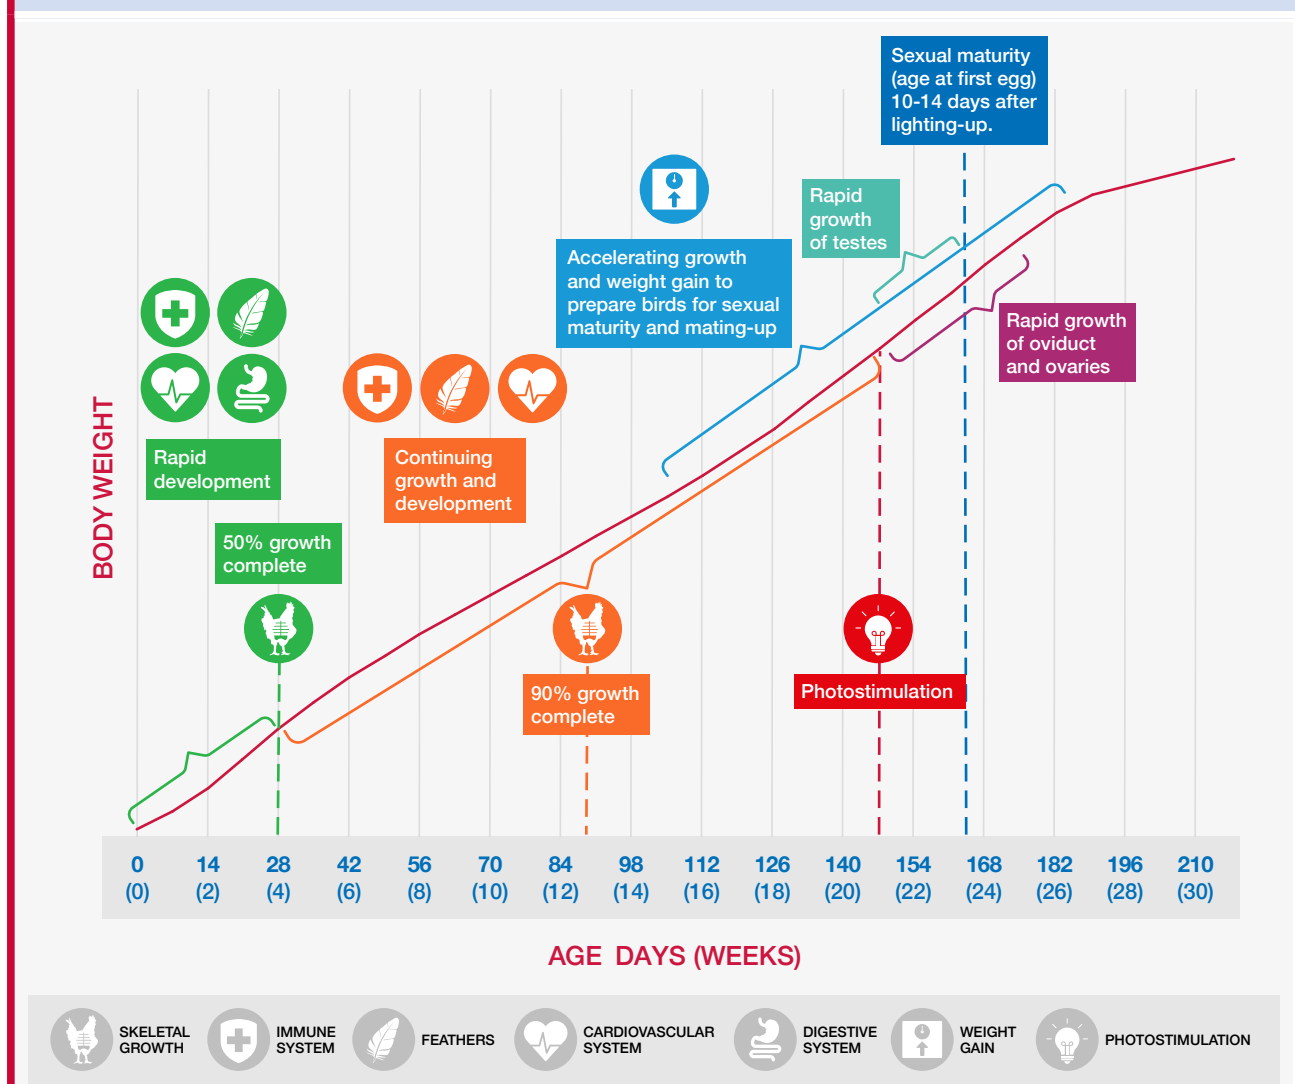 Sexual maturity
(age at first egg)
10-14 days after
lighting-up.
Rapid
growth
of testes
Accelerating growth
and weight gain to
prepare birds for sexual
maturity and mating-up
Rapid growth
of oviduct
and ovaries
Rapid
development
Continuing
growth and
development
50% growth
complete
90% growth
complete
Photostimulation
BODY WEIGHT
0 14 28 42 56 70 84 98 112 126 140 154 168 182 196 210
(0) (2) (4) (6) (8) (10) (12) (14) (16) (18) (20) (22) (24) (26) (28) (30)
AGE DAYS (WEEKS)
SKELETAL
GROWTH
IMMUNE
SYSTEM
FEATHERS
CARDIOVASCULAR
SYSTEM
DIGESTIVE
SYSTEM
WEIGHT
GAIN
PHOTOSTIMULATION